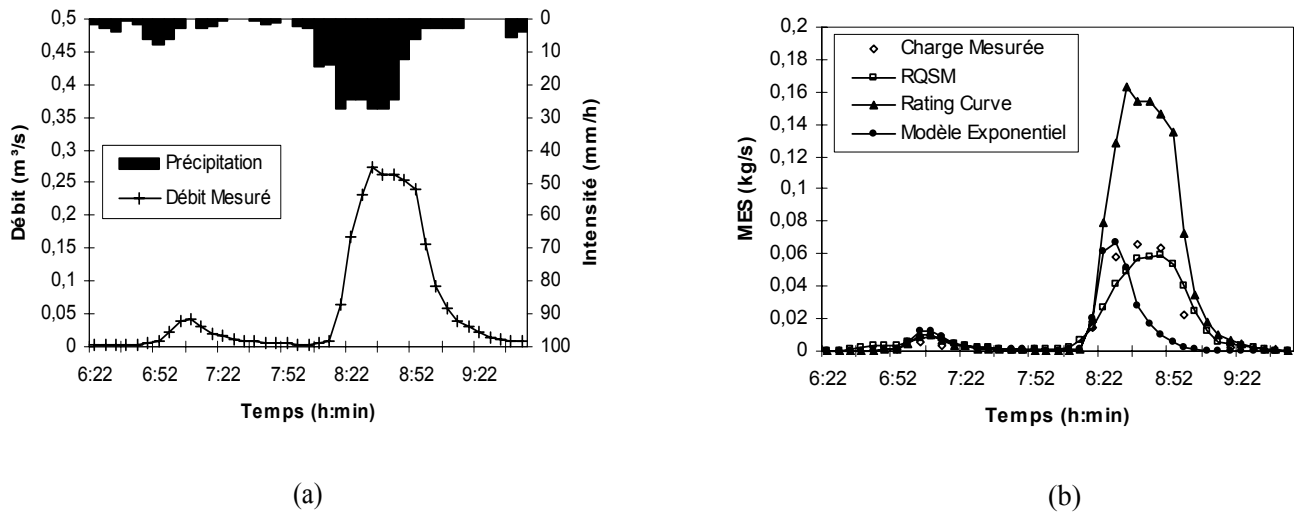 0,5
0,45
0,4
0,35
0,3
0,25
0,2
0,15
0,1
0,05
0
Débit (m³/s)
0
10
20
30
40
50
60
70
80
90
100
Intensité (mm/h)
Précipitation
Débit Mesuré
6:22 6:52 7:22 7:52 8:22 8:52 9:22
Temps (h:min)
(a)
0,2
0,18
0,16
0,14
0,12
0,1
0,08
0,06
0,04
0,02
0
MES (kg/s)
Charge Mesurée
RQSM
Rating Curve
Modèle Exponentiel
6:22 6:52 7:22 7:52 8:22 8:52 9:22
Temps (h:min)
(b)